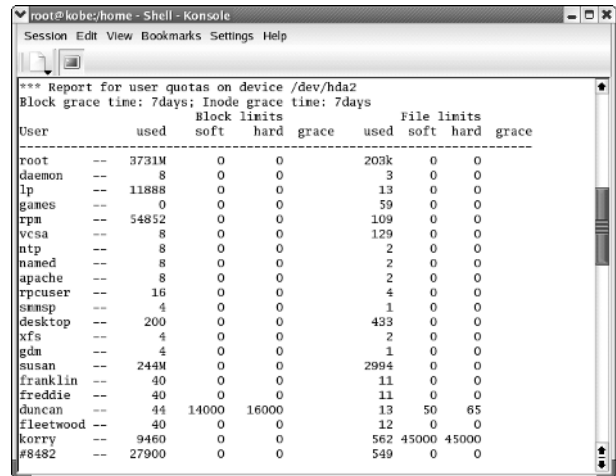 root@kobe:/home - Shell - Konsole
Session Edit View Bookmarks Settings Help
*** Report for user quotas on device /dev/hda2
Block grace time: 7days; Inode grace time: 7days
Block limits File limits
User used soft hard grace used soft hard grace
----------------------------------------------------------------------
root -- 3731M 0 0 203k 0 0
daemon -- 8 0 0 3 0 0
lp -- 11888 0 0 13 0 0
games -- 0 0 0 59 0 0
rpm -- 54852 0 0 109 0 0
vcsa -- 8 0 0 129 0 0
ntp -- 8 0 0 2 0 0
named -- 8 0 0 2 0 0
apache -- 8 0 0 2 0 0
rpcuser -- 16 0 0 4 0 0
smmsp -- 4 0 0 1 0 0
desktop -- 200 0 0 433 0 0
xfs -- 4 0 0 2 0 0
gdm -- 4 0 0 1 0 0
susan -- 244M 0 0 2994 0 0
franklin -- 40 0 0 11 0 0
freddie -- 40 0 0 11 0 0
duncan -- 44 14000 16000 13 50 65
fleetwood -- 40 0 0 12 0 0
korry -- 9460 0 0 562 45000 45000
#8482 -- 27900 0 0 549 0 0